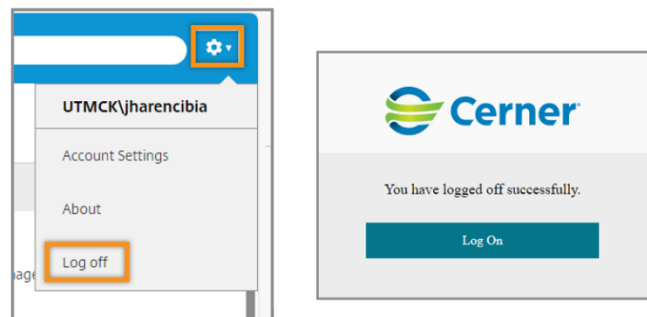 UTMCK\jharencibia
Account Settings
About
Log off
Cerner
You have logged off successfully.
Log On